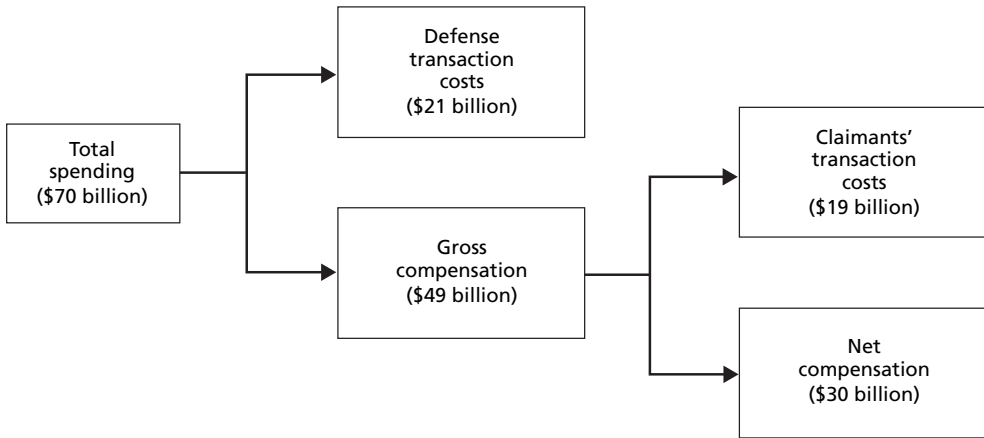 Total
spending
($70 billion)
Defense
transaction
costs
($21 billion)
Gross
compensation
($49 billion)
Claimants’
transaction
costs
($19 billion)
Net
compensation
($30 billion)